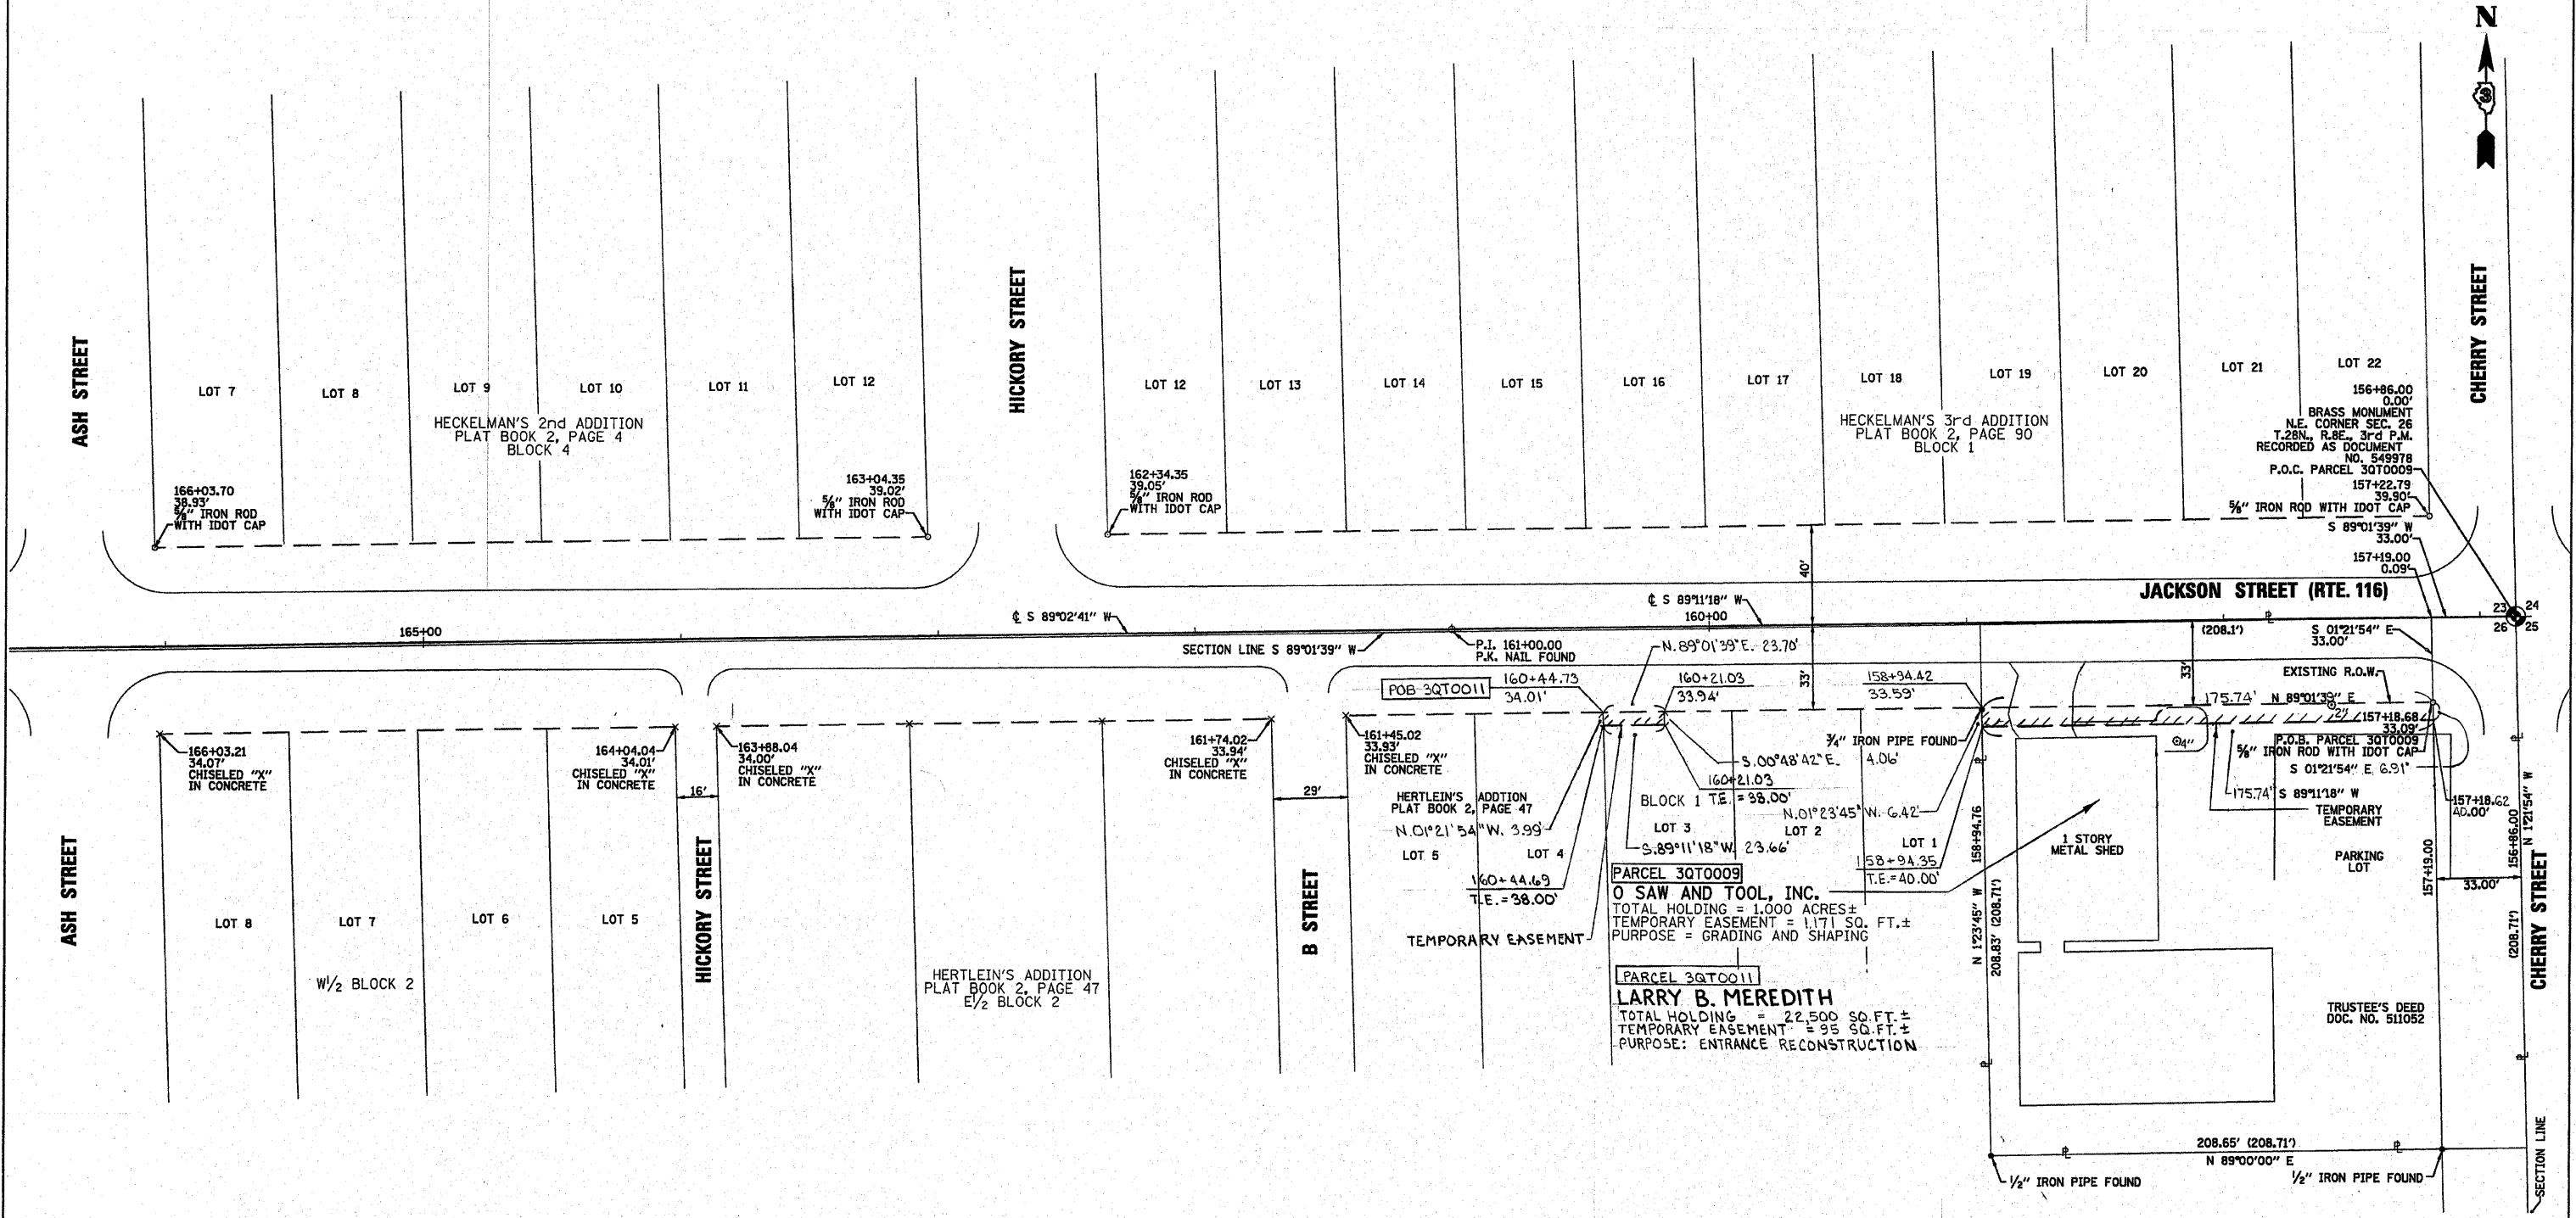 N
3
ASH STREET
HICKORY STREET
CHERRY STREET
LOT 7
LOT 8
LOT 9
LOT 10
LOT 11
LOT 12
HECKELMAN'S 2nd ADDITION
PLAT BOOK 2, PAGE 4
BLOCK 4
166+03.70
38.93'
5/8" IRON ROD
WITH IDOT CAP
163+04.35
39.02'
5/8" IRON ROD
WITH IDOT CAP
LOT 12
LOT 13
LOT 14
LOT 15
LOT 16
LOT 17
LOT 18
LOT 19
LOT 20
LOT 21
LOT 22
162+34.35
39.05'
5/8" IRON ROD
WITH IDOT CAP
HECKELMAN'S 3rd ADDITION
PLAT BOOK 2, PAGE 90
BLOCK 1
156+86.00
0.00'
BRASS MONUMENT
N.E. CORNER SEC. 26
T.28N., R.8E., 3rd P.M.
RECORDED AS DOCUMENT
NO. 549978
P.O.C. PARCEL 3QT0009
157+22.79
39.90'
5/8" IRON ROD WITH IDOT CAP
S 89°01'39" W
33.00'
157+19.00
0.09'
40'
JACKSON STREET (RTE. 116)
23 24
26 25
165+00
℄ S 89°02'41" W
SECTION LINE S 89°01'39" W
P.I. 161+00.00
P.K. NAIL FOUND
℄ S 89°11'18" W
160+00
N.89°01'39"E. 23.70'
(208.1')
S 01°21'54" E
33.00'
33'
33'
EXISTING R.O.W.
POB 3QT0011
160+44.73
34.01'
160+21.03
33.94'
158+94.42
33.59'
175.74' N 89°01'39" E
2"
157+18.68
33.09'
P.O.B. PARCEL 3QT0009
5/8" IRON ROD WITH IDOT CAP
S 01°21'54" E 6.91'
4"
175.74' S 89°11'18" W
TEMPORARY
EASEMENT
157+18.62
40.00'
166+03.21
34.07'
CHISELED "X"
IN CONCRETE
164+04.04
34.01'
CHISELED "X"
IN CONCRETE
16'
163+88.04
34.00'
CHISELED "X"
IN CONCRETE
161+74.02
33.94'
CHISELED "X"
IN CONCRETE
29'
161+45.02
33.93'
CHISELED "X"
IN CONCRETE
HERTLEIN'S ADDTION
PLAT BOOK 2, PAGE 47
BLOCK 1
N.01°21'54"W. 3.99'
LOT 5
LOT 4
LOT 3
LOT 2
LOT 1
3/4" IRON PIPE FOUND
S.00°48'42"E. 4.06'
160+21.03
T.E. = 38.00'
N.01°23'45"W. 6.42'
S.89°11'18"W. 23.66'
158+94.35
T.E.=40.00'
160+44.69
T.E.=38.00'
TEMPORARY EASEMENT
PARCEL 3QT0009
O SAW AND TOOL, INC.
TOTAL HOLDING = 1.000 ACRES±
TEMPORARY EASEMENT = 1,171 SQ. FT.±
PURPOSE = GRADING AND SHAPING
PARCEL 3QT0011
LARRY B. MEREDITH
TOTAL HOLDING = 22,500 SQ.FT.±
TEMPORARY EASEMENT = 95 SQ.FT.±
PURPOSE: ENTRANCE RECONSTRUCTION
1 STORY
METAL SHED
PARKING
LOT
158+94.76
N 1°23'45" W
208.83' (208.71')
157+19.00
156+86.00
N 1°21'54" W
(208.71')
33.00'
CHERRY STREET
TRUSTEE'S DEED
DOC. NO. 511052
ASH STREET
LOT 8
LOT 7
LOT 6
LOT 5
W1/2 BLOCK 2
HICKORY STREET
HERTLEIN'S ADDITION
PLAT BOOK 2, PAGE 47
E1/2 BLOCK 2
B STREET
208.65' (208.71')
N 89°00'00" E
1/2" IRON PIPE FOUND
1/2" IRON PIPE FOUND
SECTION LINE